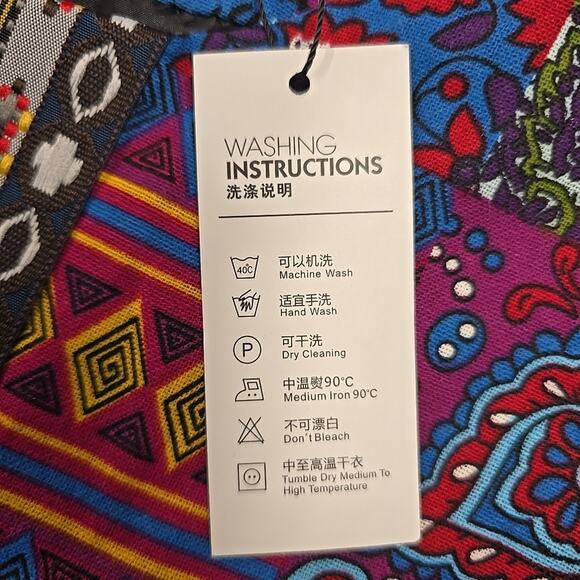 WASHING
INSTRUCTIONS
洗涤说明
40℃
可以机洗
Machine Wash
适宜手洗
Hand Wash
P
可干洗
Dry Cleaning
中温熨90℃
Medium Iron 90℃
不可漂白
Don't Bleach
中至高温干衣
Tumble Dry Medium To
High Temperature